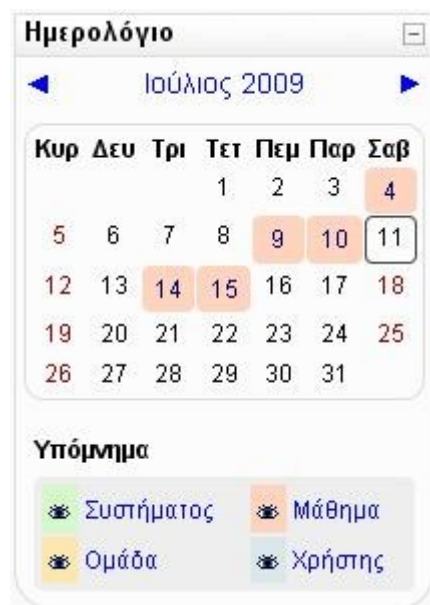 Ημερολόγιο
Ιούλιος 2009
Κυρ Δευ Τρι Τετ Πεμ Παρ Σαβ
1 2 3 4
5 6 7 8 9 10 11
12 13 14 15 16 17 18
19 20 21 22 23 24 25
26 27 28 29 30 31
Υπόμνημα
Συστήματος Μάθημα
Ομάδα Χρήστης